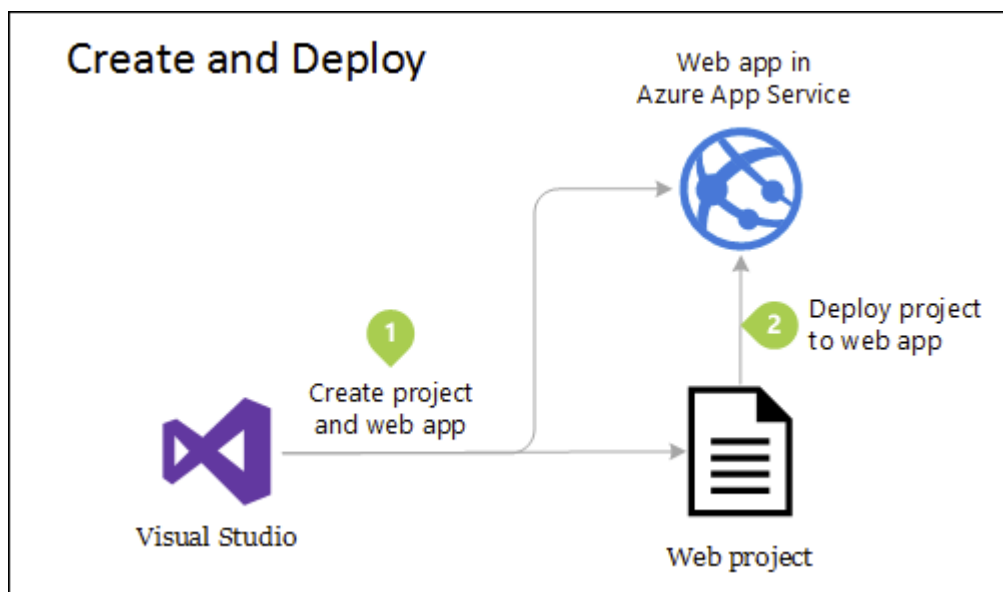 Create and Deploy
Web app in
Azure App Service
1
Create project
and web app
2
Deploy project
to web app
Visual Studio
Web project